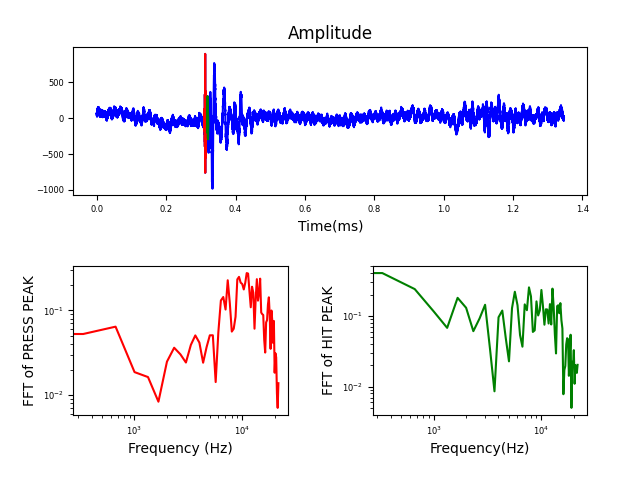 Amplitude
500
0
−500
−1000
0.0 0.2 0.4 0.6 0.8 1.0 1.2 1.4
Time(ms)
FFT of PRESS PEAK
10⁻¹
10⁻²
10³ 10⁴
Frequency (Hz)
FFT of HIT PEAK
10⁻¹
10⁻²
10³ 10⁴
Frequency(Hz)